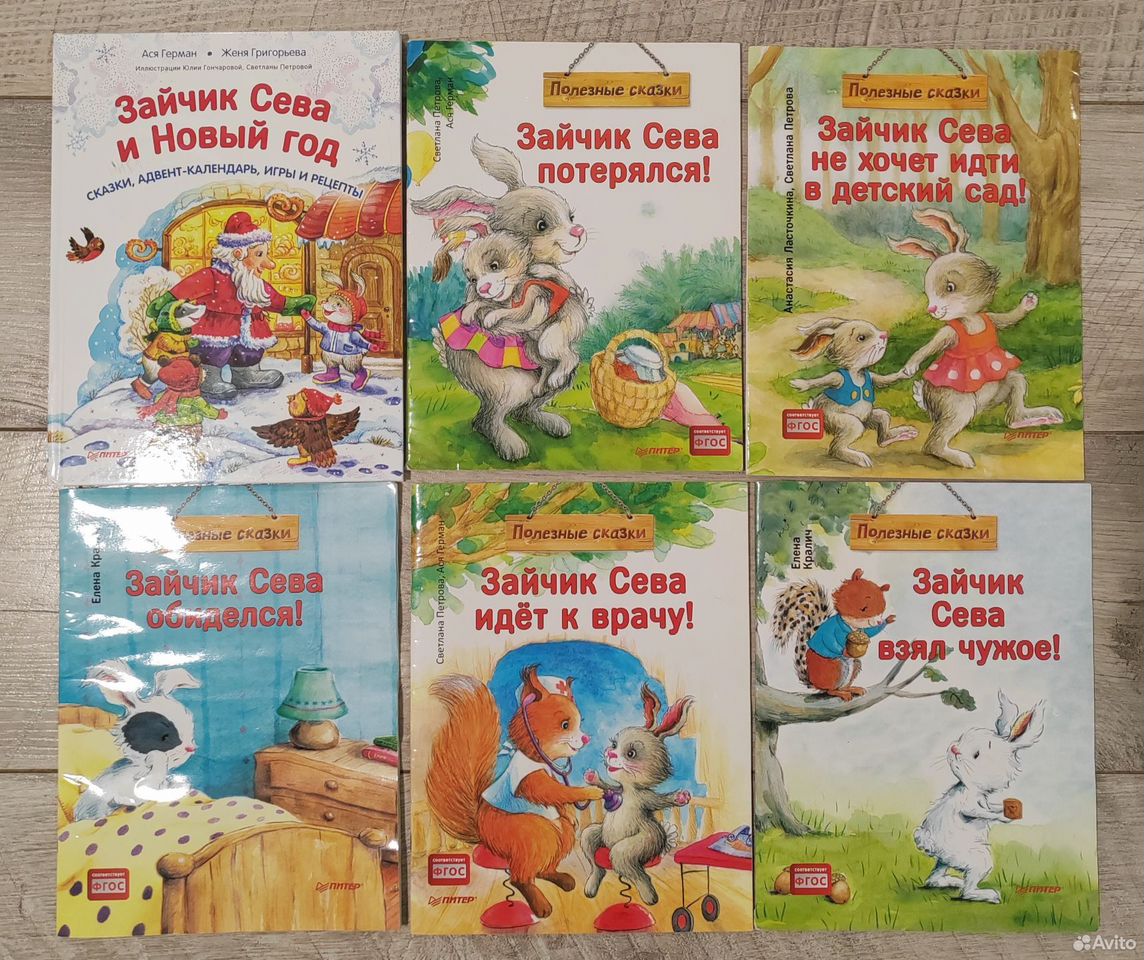 Ася Герман • Женя Григорьева
Иллюстрации Юлии Гончаровой, Светланы Петровой
Зайчик Сева
и Новый год
СКАЗКИ, АДВЕНТ-КАЛЕНДАРЬ, ИГРЫ И РЕЦЕПТЫ
ПИТЕР
Светлана Петрова,
Ася Герман
Полезные сказки
Зайчик Сева
потерялся!
ПИТЕР
соответствует
ФГОС
Анастасия Ласточкина, Светлана Петрова
Полезные сказки
Зайчик Сева
не хочет идти
в детский сад!
соответствует
ФГОС
ПИТЕР
Елена
сказки
Зайчик Сева
обиделся!
соответствует
ФГОС
ПИТЕР
Светлана Петрова, Ася Герман
Полезные сказки
Зайчик Сева
идёт к врачу!
соответствует
ФГОС
ПИТЕР
Елена
Кралич
Полезные сказки
Зайчик
Сева
взял чужое!
соответствует
ФГОС
ПИТЕР
Avito